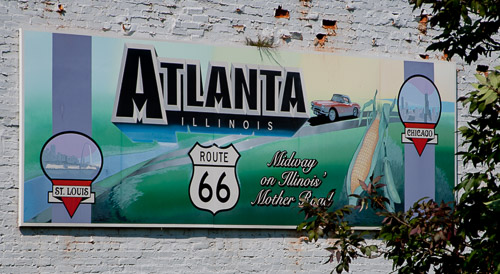 ATLANTA
ILLINOIS
ROUTE
66
Midway
on Illinois'
Mother Road
ST. LOUIS
CHICAGO